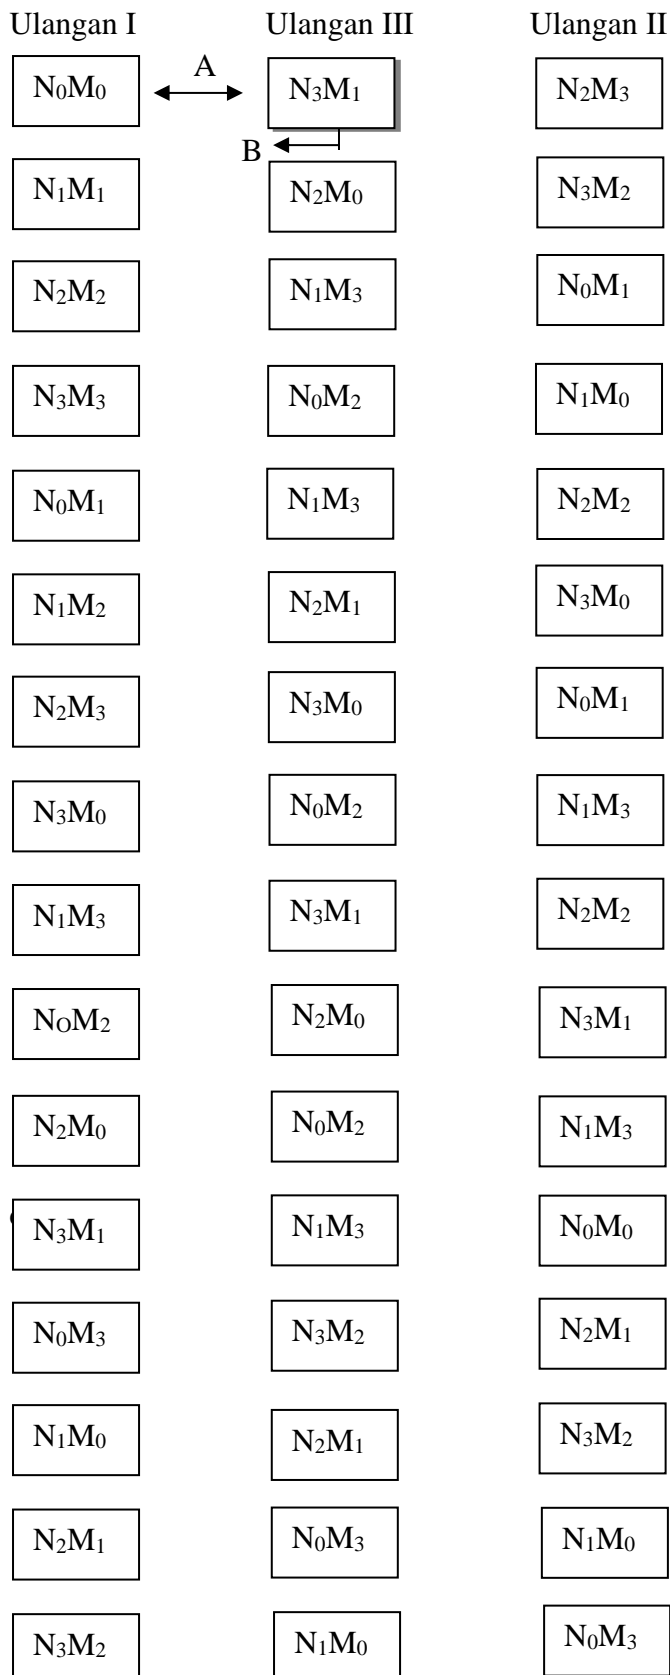 Ulangan I Ulangan III Ulangan II
N₀M₀ A N₃M₁ N₂M₃
B
N₁M₁ N₂M₀ N₃M₂
N₂M₂ N₁M₃ N₀M₁
N₃M₃ N₀M₂ N₁M₀
N₀M₁ N₁M₃ N₂M₂
N₁M₂ N₂M₁ N₃M₀
N₂M₃ N₃M₀ N₀M₁
N₃M₀ N₀M₂ N₁M₃
N₁M₃ N₃M₁ N₂M₂
NOM₂ N₂M₀ N₃M₁
N₂M₀ N₀M₂ N₁M₃
N₃M₁ N₁M₃ N₀M₀
N₀M₃ N₃M₂ N₂M₁
N₁M₀ N₂M₁ N₃M₂
N₂M₁ N₀M₃ N₁M₀
N₃M₂ N₁M₀ N₀M₃